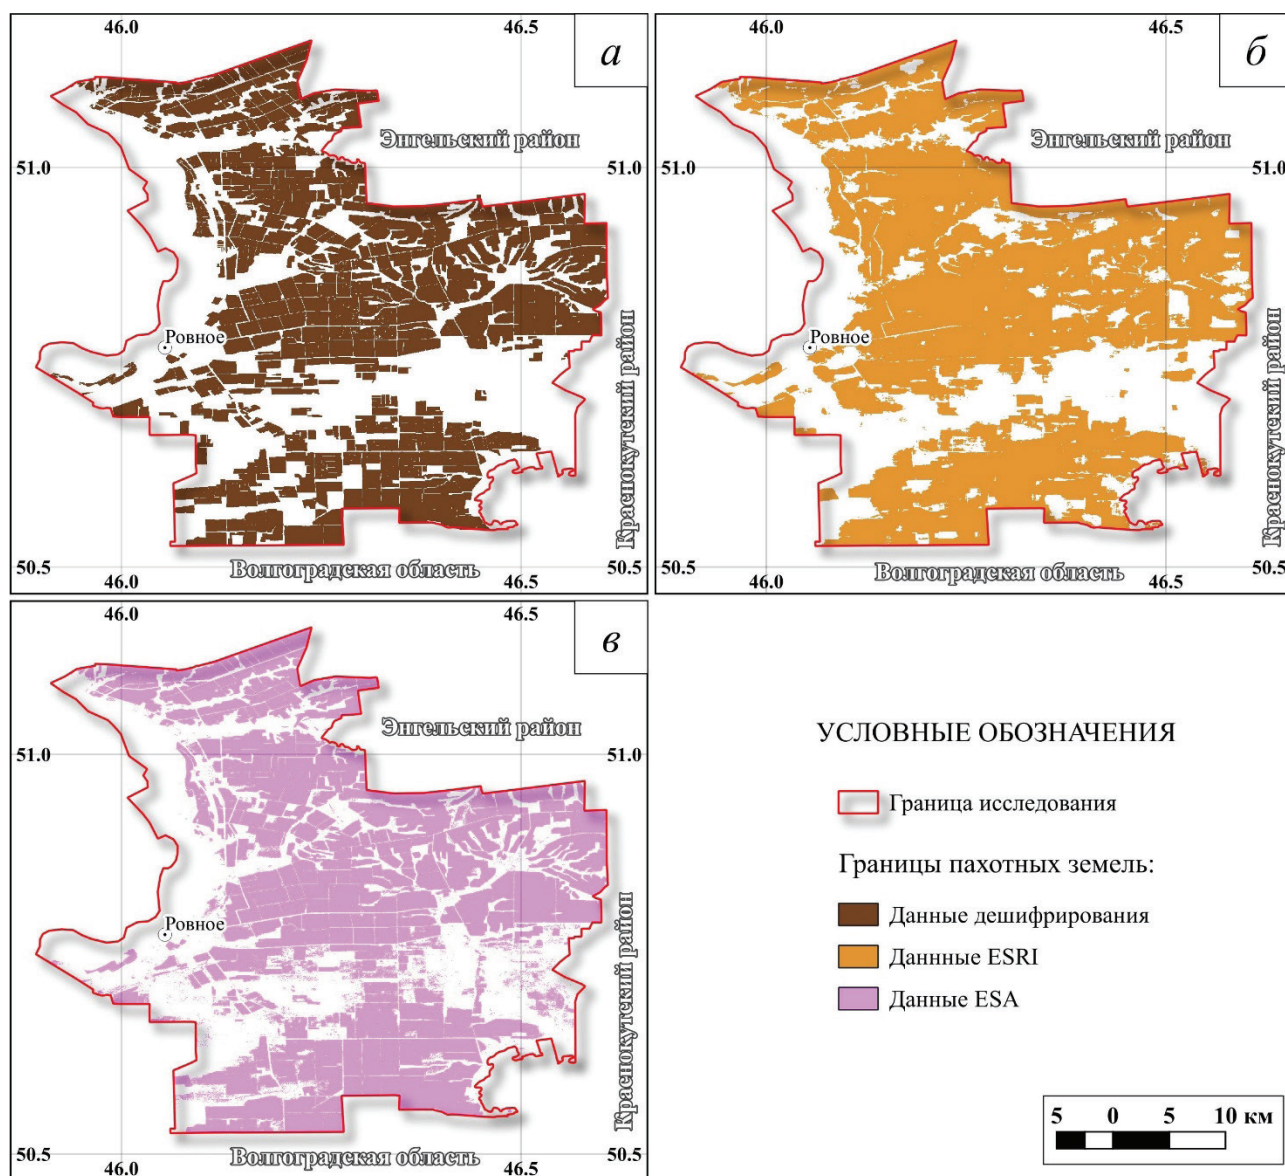 46.0
46.5
а
Энгельский район
51.0
51.0
Ровное
Краснокутский район
50.5
Волгоградская область
50.5
46.0
46.5
46.0
46.5
б
Энгельский район
51.0
Ровное
Краснокутский район
Волгоградская область
50.5
46.0
46.5
46.0
46.5
в
Энгельский район
51.0
51.0
Ровное
Краснокутский район
50.5
Волгоградская область
50.5
46.0
46.5
УСЛОВНЫЕ ОБОЗНАЧЕНИЯ
Граница исследования
Границы пахотных земель:
Данные дешифрирования
Даннные ESRI
Данные ESA
5 0 5 10 км